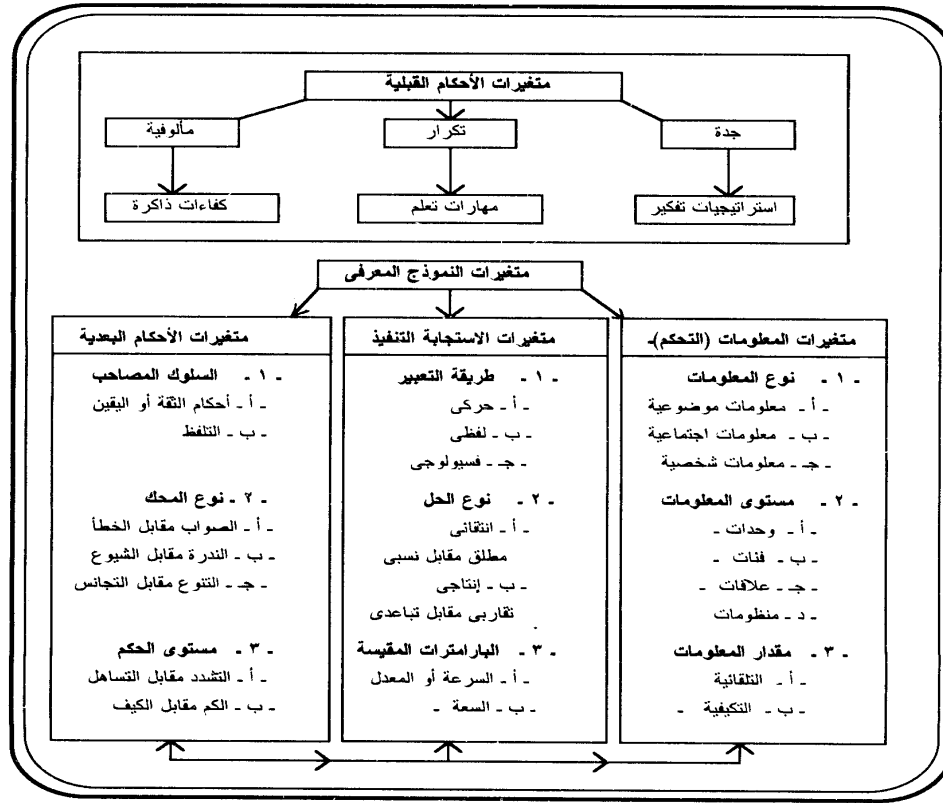 متغيرات الأحكام القبلية
جدة
تكرار
مألوفية
استراتيجيات تفكير
مهارات تعلم
كفاءات ذاكرة
متغيرات النموذج المعرفى
متغيرات المعلومات (التحكم)ـ
١ - نوع المعلومات -
أ - معلومات موضوعية -
ب - معلومات اجتماعية -
جـ - معلومات شخصية -
٢ - مستوى المعلومات -
أ - وحدات -
ب - فئات -
جـ - علاقات -
د - منظومات -
٣ - مقدار المعلومات -
أ - التلقائية -
ب - التكيفية -
متغيرات الاستجابة التنفيذ
١ - طريقة التعبير -
أ - حركى -
ب - لفظى -
جـ - فسيولوجى -
٢ - نوع الحل -
أ - انتقائى -
مطلق مقابل نسبى
ب - إنتاجى -
تقاربى مقابل تباعدى
٣ - البارامترات المقيسة -
أ - السرعة أو المعدل -
ب - السعة -
متغيرات الأحكام البعدية
١ - السلوك المصاحب -
أ - أحكام الثقة أو اليقين -
ب - التلفظ -
٢ - نوع المحك -
أ - الصواب مقابل الخطأ -
ب - الندرة مقابل الشيوع -
جـ - التنوع مقابل التجانس -
٣ - مستوى الحكم -
أ - التشدد مقابل التساهل -
ب - الكم مقابل الكيف -